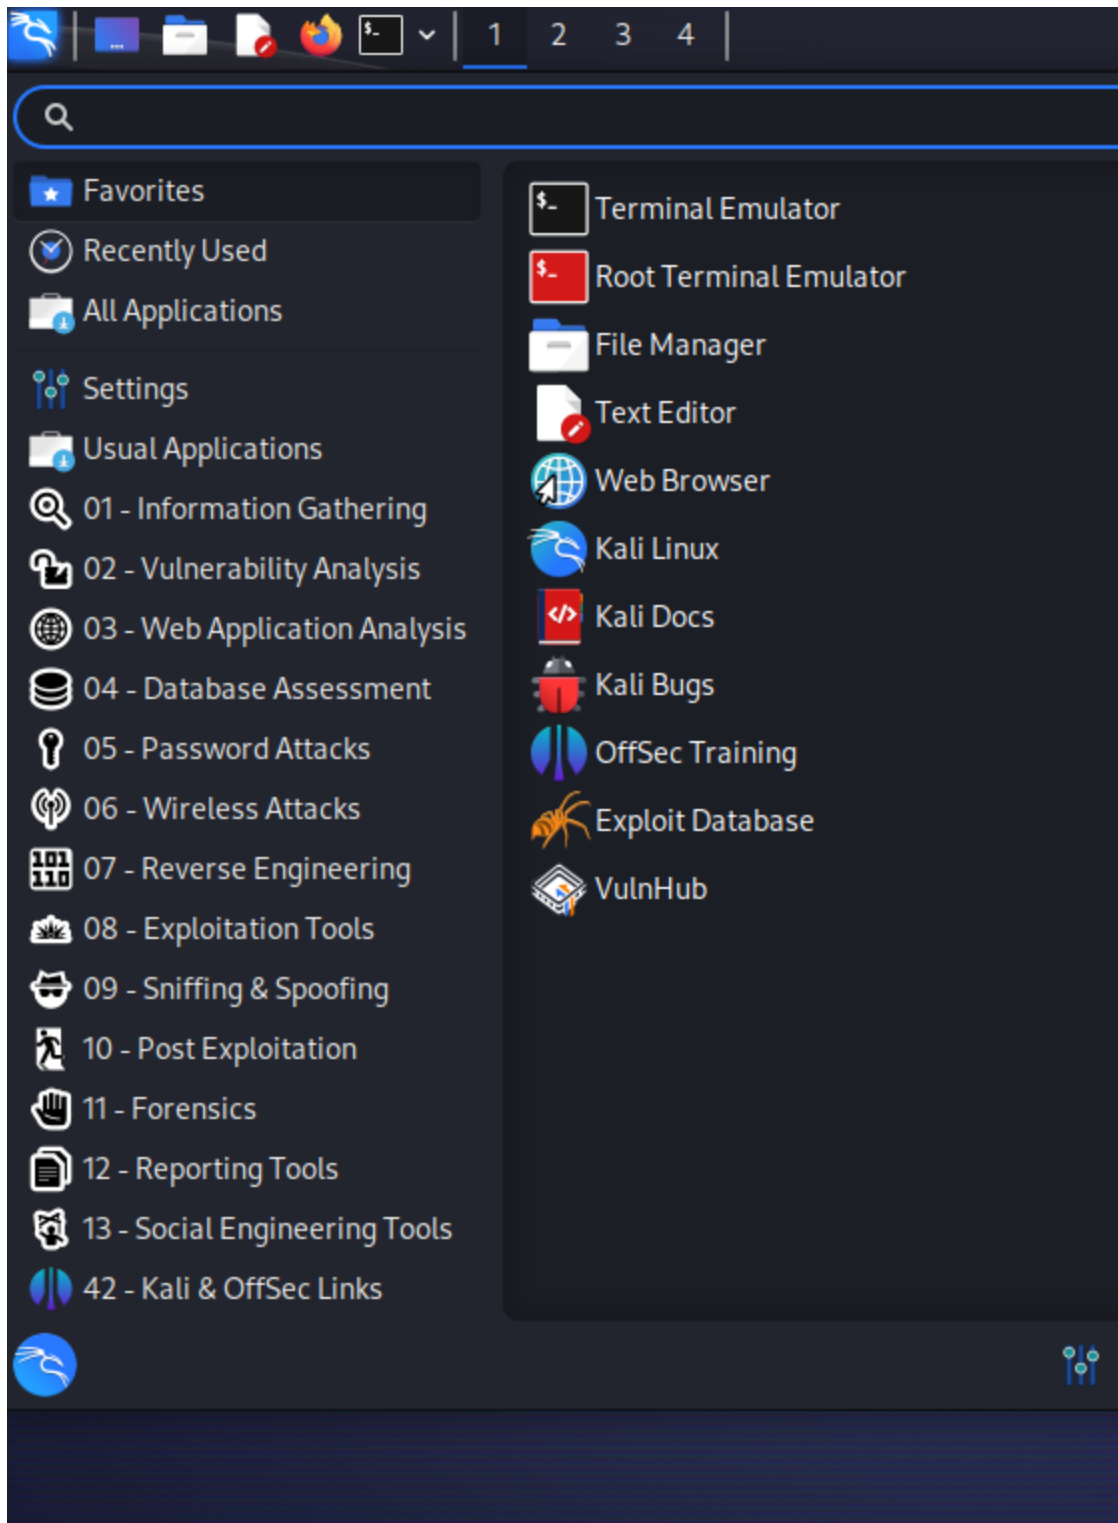 1 2 3 4
Favorites
Recently Used
All Applications
Settings
Usual Applications
01 - Information Gathering
02 - Vulnerability Analysis
03 - Web Application Analysis
04 - Database Assessment
05 - Password Attacks
06 - Wireless Attacks
07 - Reverse Engineering
08 - Exploitation Tools
09 - Sniffing & Spoofing
10 - Post Exploitation
11 - Forensics
12 - Reporting Tools
13 - Social Engineering Tools
42 - Kali & OffSec Links
Terminal Emulator
Root Terminal Emulator
File Manager
Text Editor
Web Browser
Kali Linux
Kali Docs
Kali Bugs
OffSec Training
Exploit Database
VulnHub